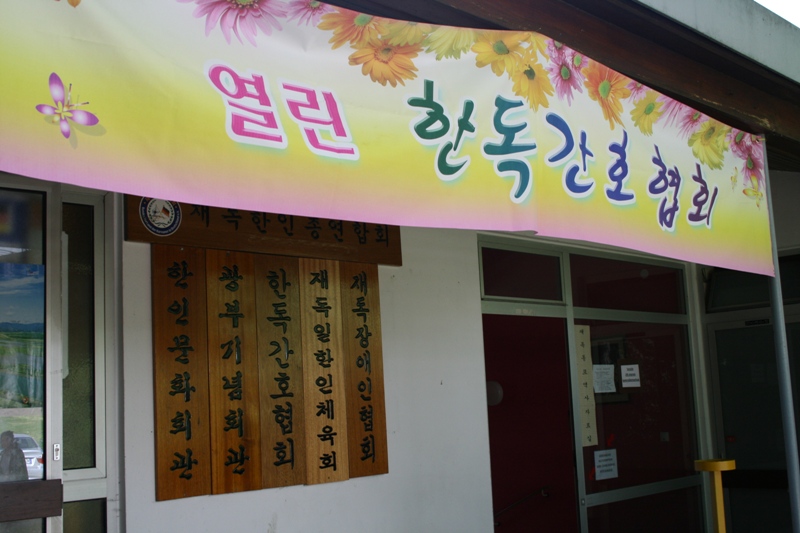 열린 한독간호협회
재독한인총연합회
한인문화회관
광부기념회관
한독간호협회
재독일한인체육회
재독장애인협회